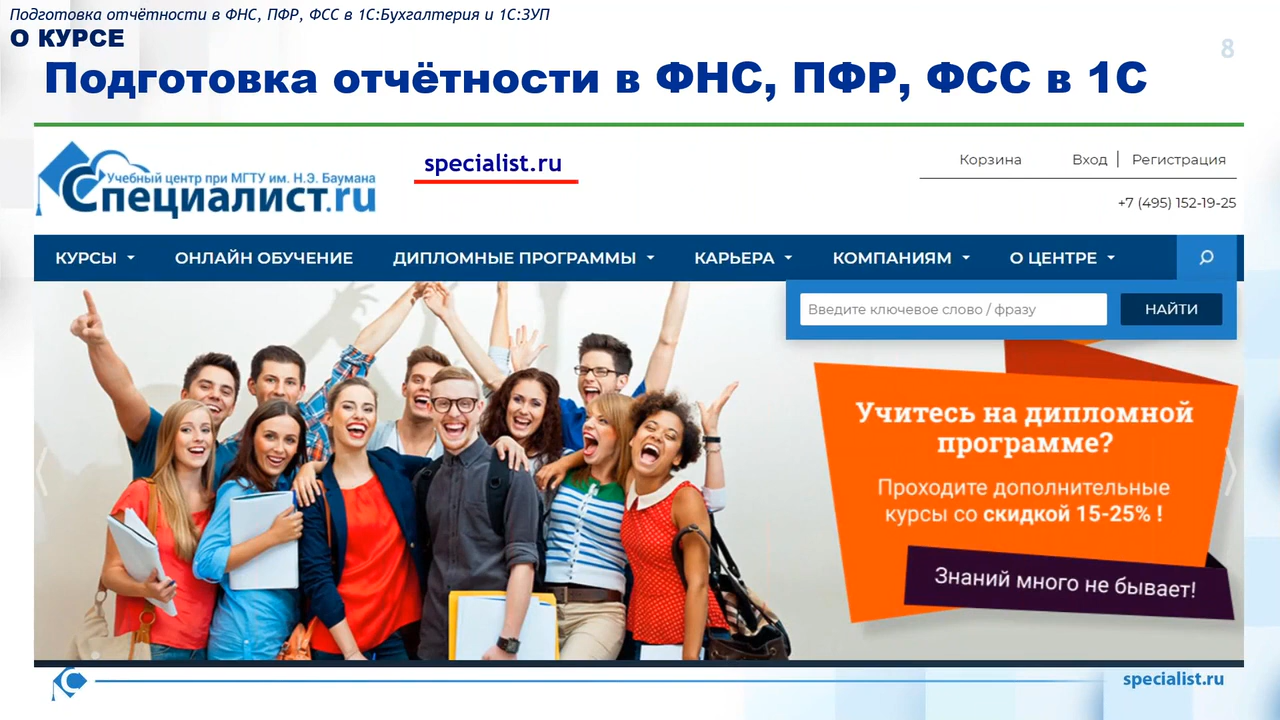 Подготовка отчётности в ФНС, ПФР, ФСС в 1С:Бухгалтерия и 1С:ЗУП
О КУРСЕ
8
Подготовка отчётности в ФНС, ПФР, ФСС в 1С
Учебный центр при МГТУ им. Н.Э. Баумана
Специалист.ru
specialist.ru
Корзина Вход | Регистрация
+7 (495) 152-19-25
КУРСЫ ОНЛАЙН ОБУЧЕНИЕ ДИПЛОМНЫЕ ПРОГРАММЫ КАРЬЕРА КОМПАНИЯМ О ЦЕНТРЕ
Введите ключевое слово / фразу НАЙТИ
Учитесь на дипломной
программе?
Проходите дополнительные
курсы со скидкой 15-25% !
Знаний много не бывает!
specialist.ru